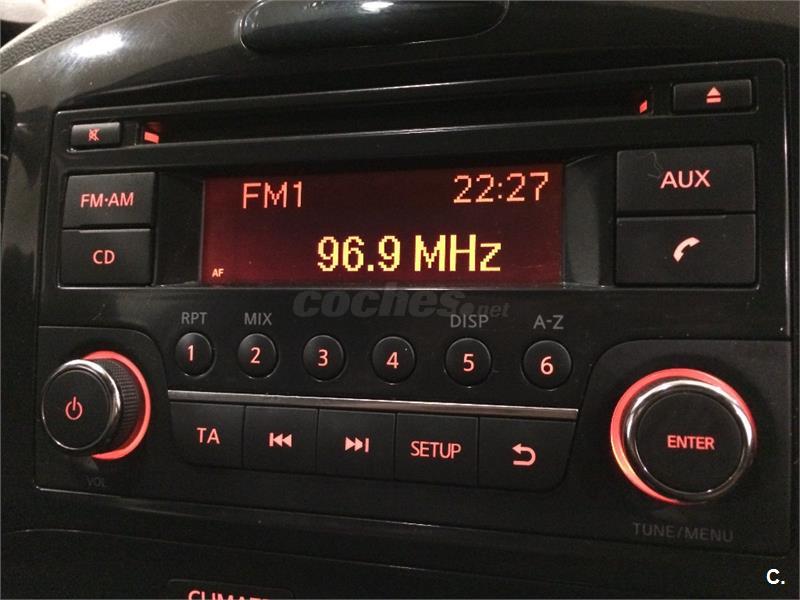 FM•AM
CD
FM1
22:27
96.9 MHz
AF
AUX
coches.net
RPT
MIX
DISP
A-Z
1
2
3
4
5
6
TA
SETUP
ENTER
VOL
TUNE/MENU
C.